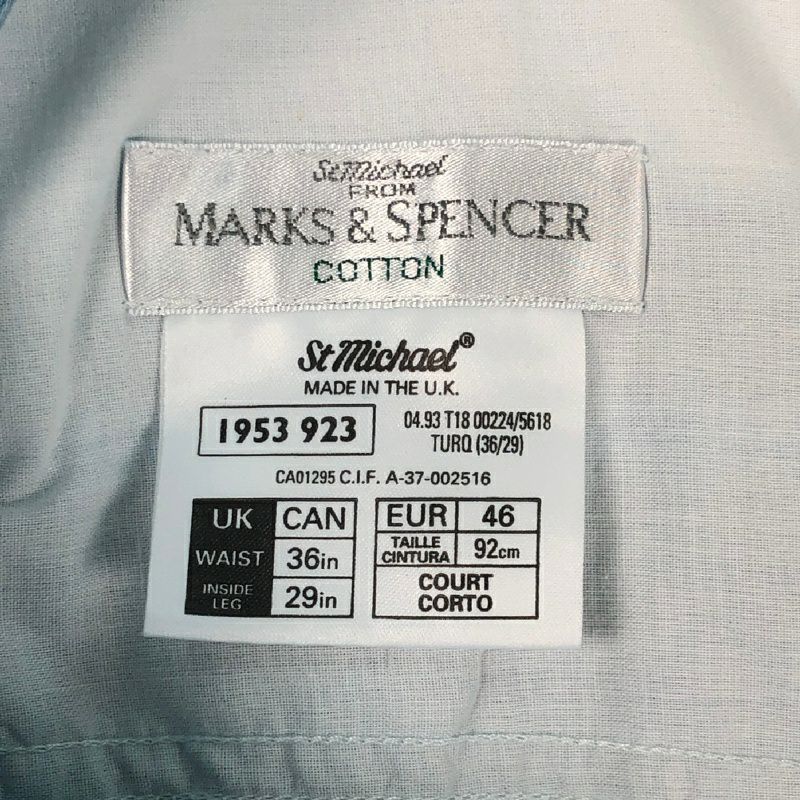 St Michael
FROM
MARKS & SPENCER
COTTON
St Michael®
MADE IN THE U.K.
1953 923
04.93 T18 00224/5618
TURQ (36/29)
CA01295 C.I.F. A-37-002516
UK CAN
WAIST 36in
INSIDE LEG 29in
EUR 46
TAILLE CINTURA 92cm
COURT
CORTO